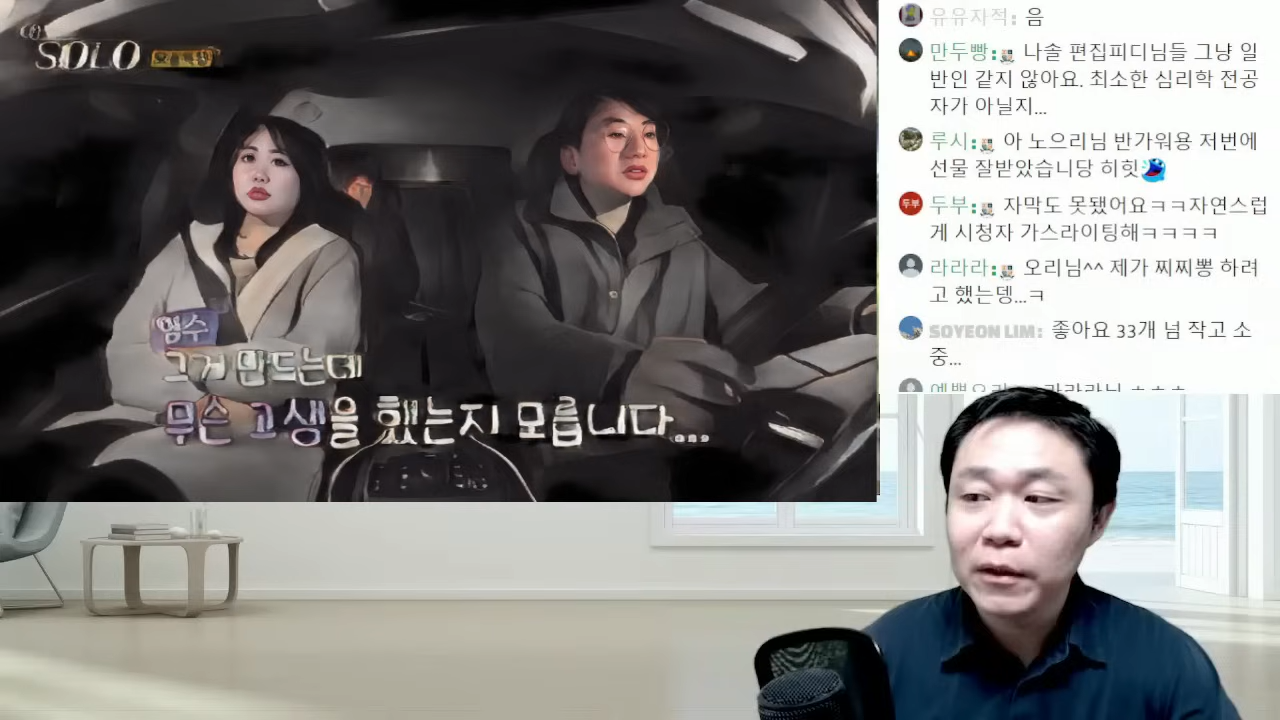 SOLO
영수
그거 만드는데
무슨 고생을 했는지 모릅니다...
유유자적: 음
만두빵: 나솔 편집피디님들 그냥 일
반인 같지 않아요. 최소한 심리학 전공
자가 아닐지...
루시: 아 노으리님 반가워용 저번에
선물 잘받았습니당 히힛
두부
두부: 자막도 못됐어요ㅋㅋ자연스럽
게 시청자 가스라이팅해ㅋㅋㅋㅋ
라라라: 오리님^^ 제가 찌찌뽕 하려
고 했는뎅...ㅋ
SOYEON LIM: 좋아요 33개 넘 작고 소
중...